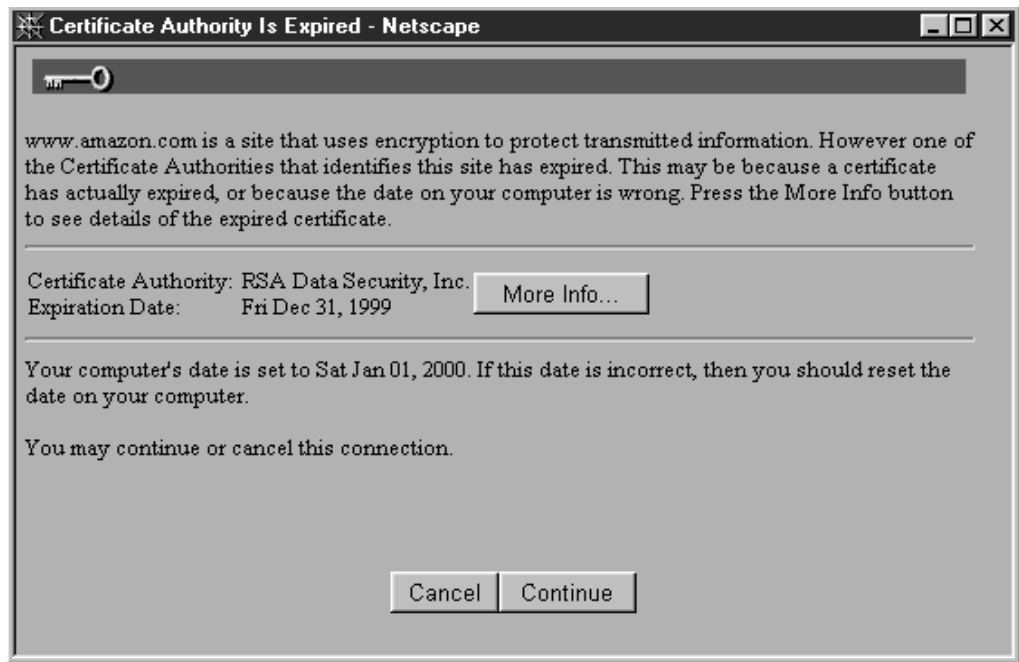 Certificate Authority Is Expired - Netscape
www.amazon.com is a site that uses encryption to protect transmitted information. However one of
the Certificate Authorities that identifies this site has expired. This may be because a certificate
has actually expired, or because the date on your computer is wrong. Press the More Info button
to see details of the expired certificate.
Certificate Authority: RSA Data Security, Inc.
More Info...
Expiration Date: Fri Dec 31, 1999
Your computer's date is set to Sat Jan 01, 2000. If this date is incorrect, then you should reset the
date on your computer.
You may continue or cancel this connection.
Cancel Continue